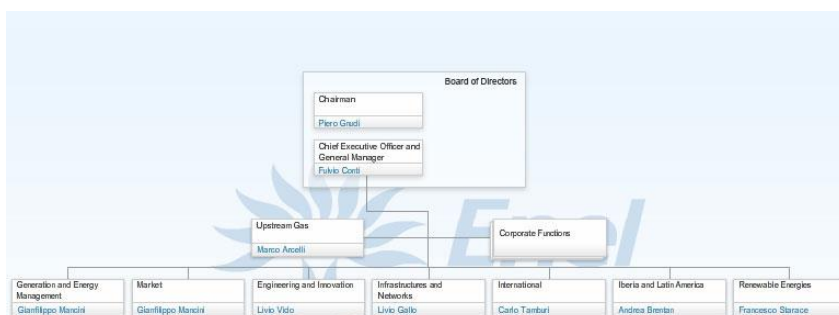 Board of Directors
Chairman
Piero Gnudi
Chief Executive Officer and
General Manager
Fulvio Conti
Upstream Gas
Marco Arcelli
Corporate Functions
Enel
Generation and Energy
Management
Gianfilippo Mancini
Market
Gianfilippo Mancini
Engineering and Innovation
Livio Vido
Infrastructures and
Networks
Livio Gallo
International
Carlo Tamburi
Iberia and Latin America
Andrea Brentan
Renewable Energies
Francesco Starace